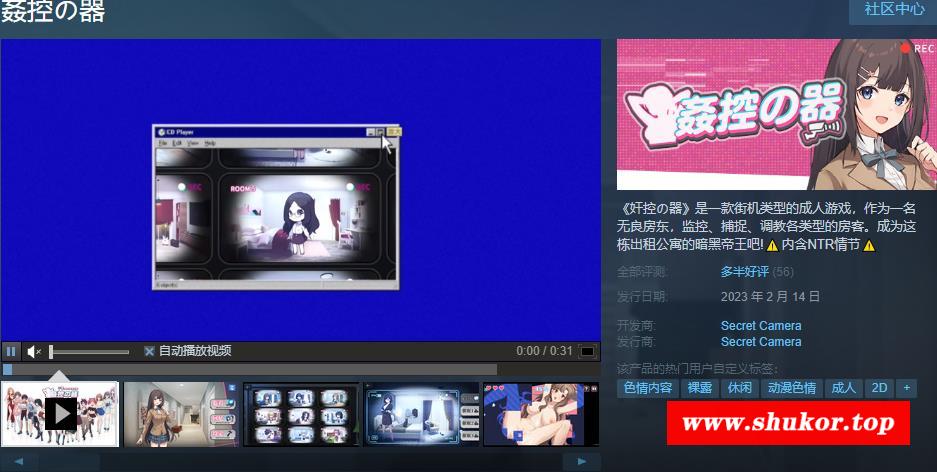 姦控の器
社区中心
CD Player
File Edit View Help
REC
ROOM
REC
REC
姦控の器
《奸控の器》是一款街机类型的成人游戏，作为一名
无良房东，监控、捕捉、调教各类型的房客。成为这
栋出租公寓的暗黑帝王吧!⚠内含NTR情节⚠
全部评测: 多半好评 (56)
发行日期: 2023 年 2 月 14 日
开发商: Secret Camera
发行商: Secret Camera
该产品的热门用户自定义标签:
色情内容 裸露 休闲 动漫色情 成人 2D +
自动播放视频
0:00 / 0:31
姦控の器
www.shukor.top